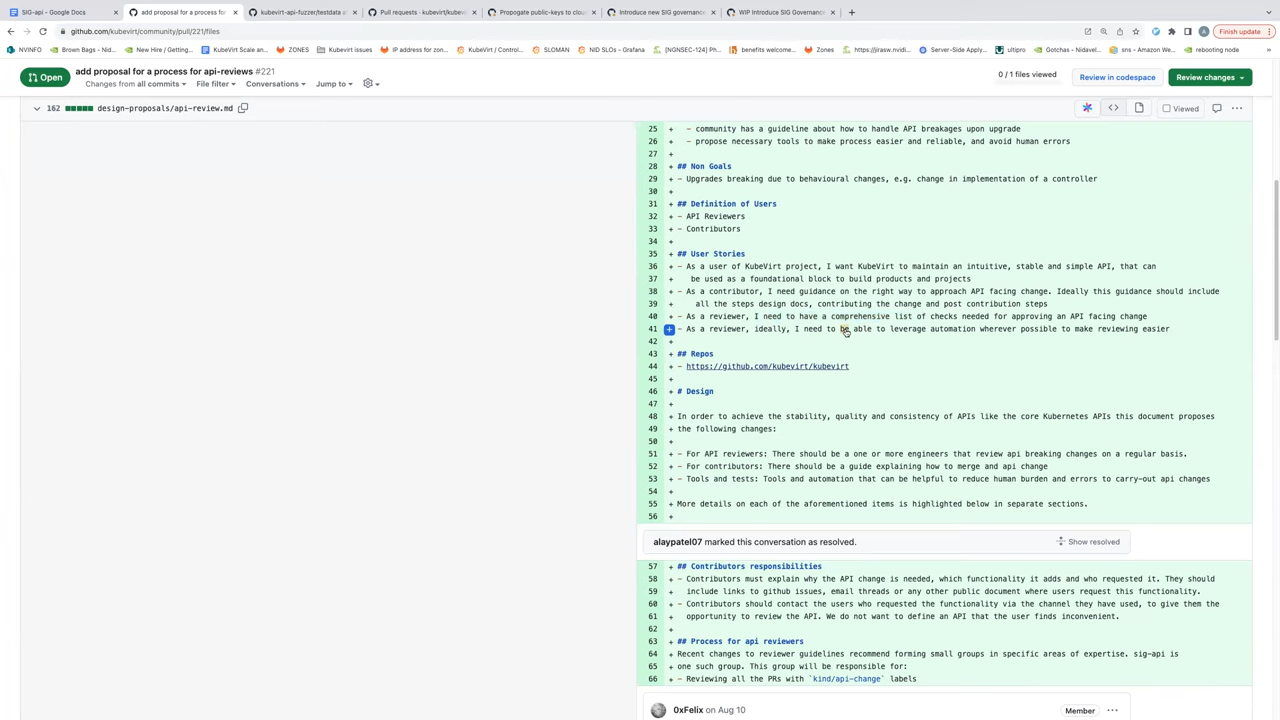 SIG-api - Google Docs
add proposal for a process for
kubevirt-api-fuzzer/testdata at
Pull requests · kubevirt/kubev
Propogate public-keys to clou
Introduce new SIG governanc
WIP Introduce SIG Governanc
github.com/kubevirt/community/pull/221/files
Finish update
NVINFO
Brown Bags - Nvid...
New Hire / Getting...
KubeVirt Scale an...
ZONES
Kubevirt issues
IP address for zon...
KubeVirt / Control...
SLOMAN
NID SLOs - Grafana
[NGNSEC-124] Ph...
benefits welcome...
Zones
https://jirasw.nvidi...
Server-Side Apply...
ultipro
Gotchas - Nvidial...
sns - Amazon We...
rebooting node
Open
add proposal for a process for api-reviews #221
Changes from all commits
File filter
Conversations
Jump to
0 / 1 files viewed
Review in codespace
Review changes
162
design-proposals/api-review.md
Viewed
25 + - community has a guideline about how to handle API breakages upon upgrade
26 + - propose necessary tools to make process easier and reliable, and avoid human errors
27 +
28 + ## Non Goals
29 + - Upgrades breaking due to behavioural changes, e.g. change in implementation of a controller
30 +
31 + ## Definition of Users
32 + - API Reviewers
33 + - Contributors
34 +
35 + ## User Stories
36 + - As a user of KubeVirt project, I want KubeVirt to maintain an intuitive, stable and simple API, that can
37 + be used as a foundational block to build products and projects
38 + - As a contributor, I need guidance on the right way to approach API facing change. Ideally this guidance should include
39 + all the steps design docs, contributing the change and post contribution steps
40 + - As a reviewer, I need to have a comprehensive list of checks needed for approving an API facing change
41 + - As a reviewer, ideally, I need to be able to leverage automation wherever possible to make reviewing easier
42 +
43 + ## Repos
44 + - https://github.com/kubevirt/kubevirt
45 +
46 + # Design
47 +
48 + In order to achieve the stability, quality and consistency of APIs like the core Kubernetes APIs this document proposes
49 + the following changes:
50 +
51 + - For API reviewers: There should be a one or more engineers that review api breaking changes on a regular basis.
52 + - For contributors: There should be a guide explaining how to merge and api change
53 + - Tools and tests: Tools and automation that can be helpful to reduce human burden and errors to carry-out api changes
54 +
55 + More details on each of the aforementioned items is highlighted below in separate sections.
56 +
alaypatel07 marked this conversation as resolved.
Show resolved
57 + ## Contributors responsibilities
58 + - Contributors must explain why the API change is needed, which functionality it adds and who requested it. They should
59 + include links to github issues, email threads or any other public document where users request this functionality.
60 + - Contributors should contact the users who requested the functionality via the channel they have used, to give them the
61 + opportunity to review the API. We do not want to define an API that the user finds inconvenient.
62 +
63 + ## Process for api reviewers
64 + Recent changes to reviewer guidelines recommend forming small groups in specific areas of expertise. sig-api is
65 + one such group. This group will be responsible for:
66 + - Reviewing all the PRs with `kind/api-change` labels
0xFelix on Aug 10
Member